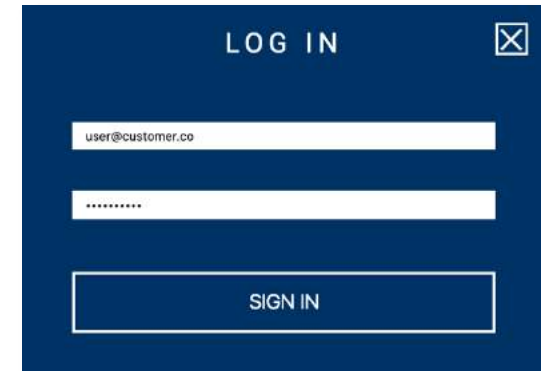 LOG IN
user@customer.co
••••••••••
SIGN IN